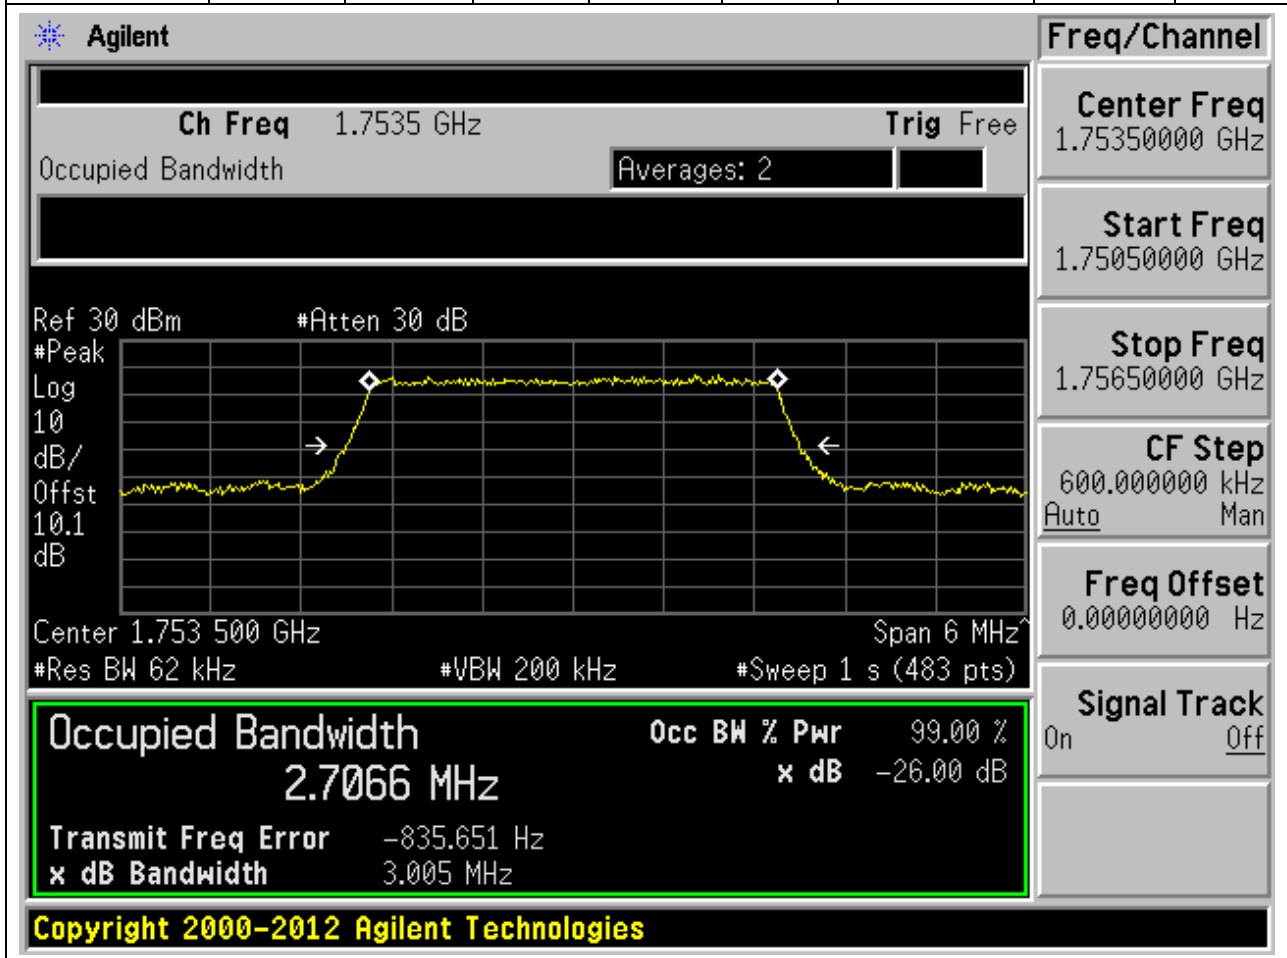 Agilent
Freq/Channel
Ch Freq 1.7535 GHz Trig Free
Occupied Bandwidth Averages: 2
Center Freq
1.75350000 GHz
Start Freq
1.75050000 GHz
Stop Freq
1.75650000 GHz
CF Step
600.000000 kHz
Auto Man
Freq Offset
0.00000000 Hz
Signal Track
On Off
Ref 30 dBm #Atten 30 dB
#Peak
Log
10
dB/
Offst
10.1
dB
Center 1.753 500 GHz Span 6 MHz^
#Res BW 62 kHz #VBW 200 kHz #Sweep 1 s (483 pts)
Occupied Bandwidth Occ BW % Pwr 99.00 %
2.7066 MHz x dB -26.00 dB
Transmit Freq Error -835.651 Hz
x dB Bandwidth 3.005 MHz
Copyright 2000-2012 Agilent Technologies